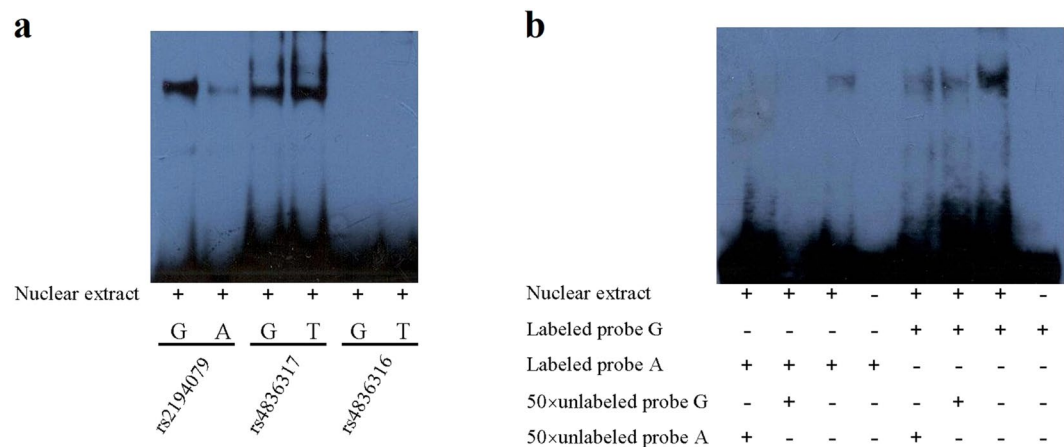 a
b
Nuclear extract + + + + + +
G A G T G T
rs2194079 rs4836317 rs4836316
Nuclear extract + + + - + + + -
Labeled probe G - - - - + + + +
Labeled probe A + + + + - - - -
50×unlabeled probe G - + - - - + - -
50×unlabeled probe A + - - - + - - -